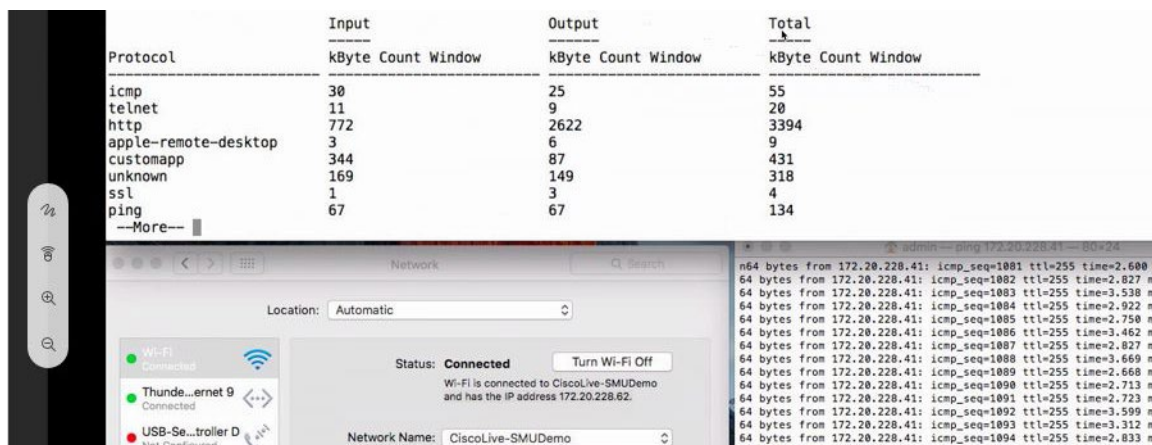 Input Output Total
Protocol kByte Count Window kByte Count Window kByte Count Window
icmp 30 25 55
telnet 11 9 20
http 772 2622 3394
apple-remote-desktop 3 6 9
customapp 344 87 431
unknown 169 149 318
ssl 1 3 4
ping 67 67 134
--More--
Network
Search
Location: Automatic
Wi-Fi
Connected
Thunde...ernet 9
Connected
USB-Se...troller D
Not Configured
Status: Connected
Turn Wi-Fi Off
Wi-Fi is connected to CiscoLive-SMUDemo
and has the IP address 172.20.228.62.
Network Name: CiscoLive-SMUDemo
admin — ping 172.20.228.41 — 80×24
n64 bytes from 172.20.228.41: icmp_seq=1081 ttl=255 time=2.600
64 bytes from 172.20.228.41: icmp_seq=1082 ttl=255 time=2.827 m
64 bytes from 172.20.228.41: icmp_seq=1083 ttl=255 time=3.538 m
64 bytes from 172.20.228.41: icmp_seq=1084 ttl=255 time=2.922 m
64 bytes from 172.20.228.41: icmp_seq=1085 ttl=255 time=2.750 m
64 bytes from 172.20.228.41: icmp_seq=1086 ttl=255 time=3.462 m
64 bytes from 172.20.228.41: icmp_seq=1087 ttl=255 time=2.827 m
64 bytes from 172.20.228.41: icmp_seq=1088 ttl=255 time=3.669 m
64 bytes from 172.20.228.41: icmp_seq=1089 ttl=255 time=2.668 m
64 bytes from 172.20.228.41: icmp_seq=1090 ttl=255 time=2.713 m
64 bytes from 172.20.228.41: icmp_seq=1091 ttl=255 time=2.723 m
64 bytes from 172.20.228.41: icmp_seq=1092 ttl=255 time=3.599 m
64 bytes from 172.20.228.41: icmp_seq=1093 ttl=255 time=3.312 m
64 bytes from 172.20.228.41: icmp_seq=1094 ttl=255 time=2.833 m